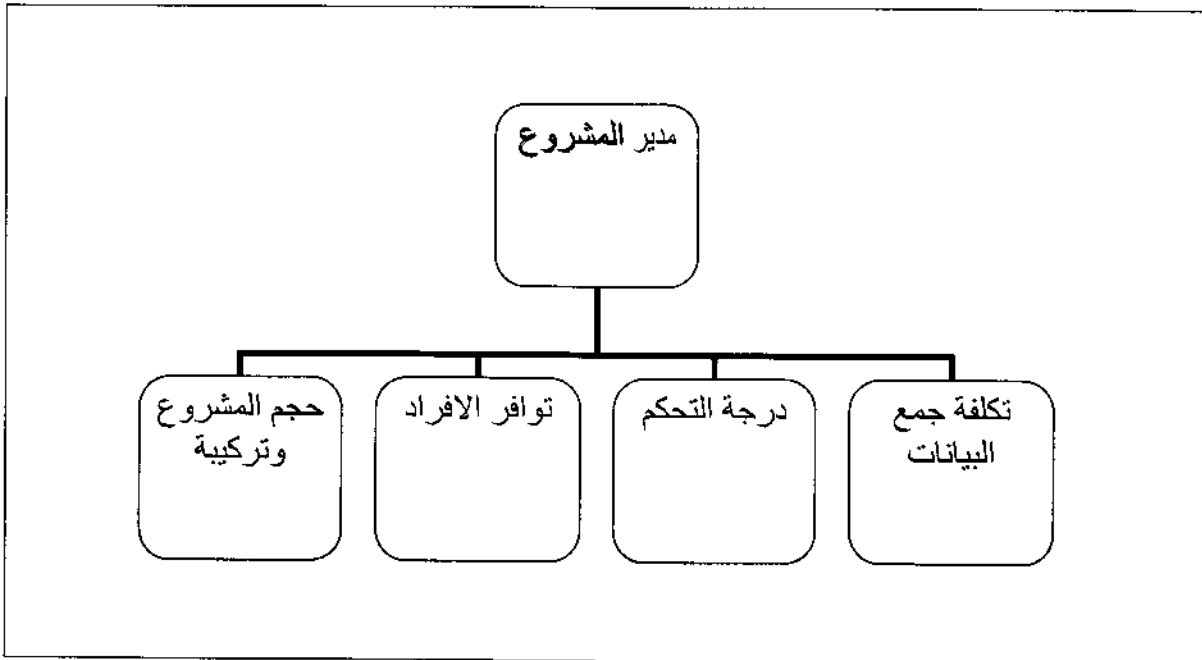 مدير المشروع
تكلفة جمع
البيانات
درجة التحكم
توافر الافراد
حجم المشروع
وتركيبة